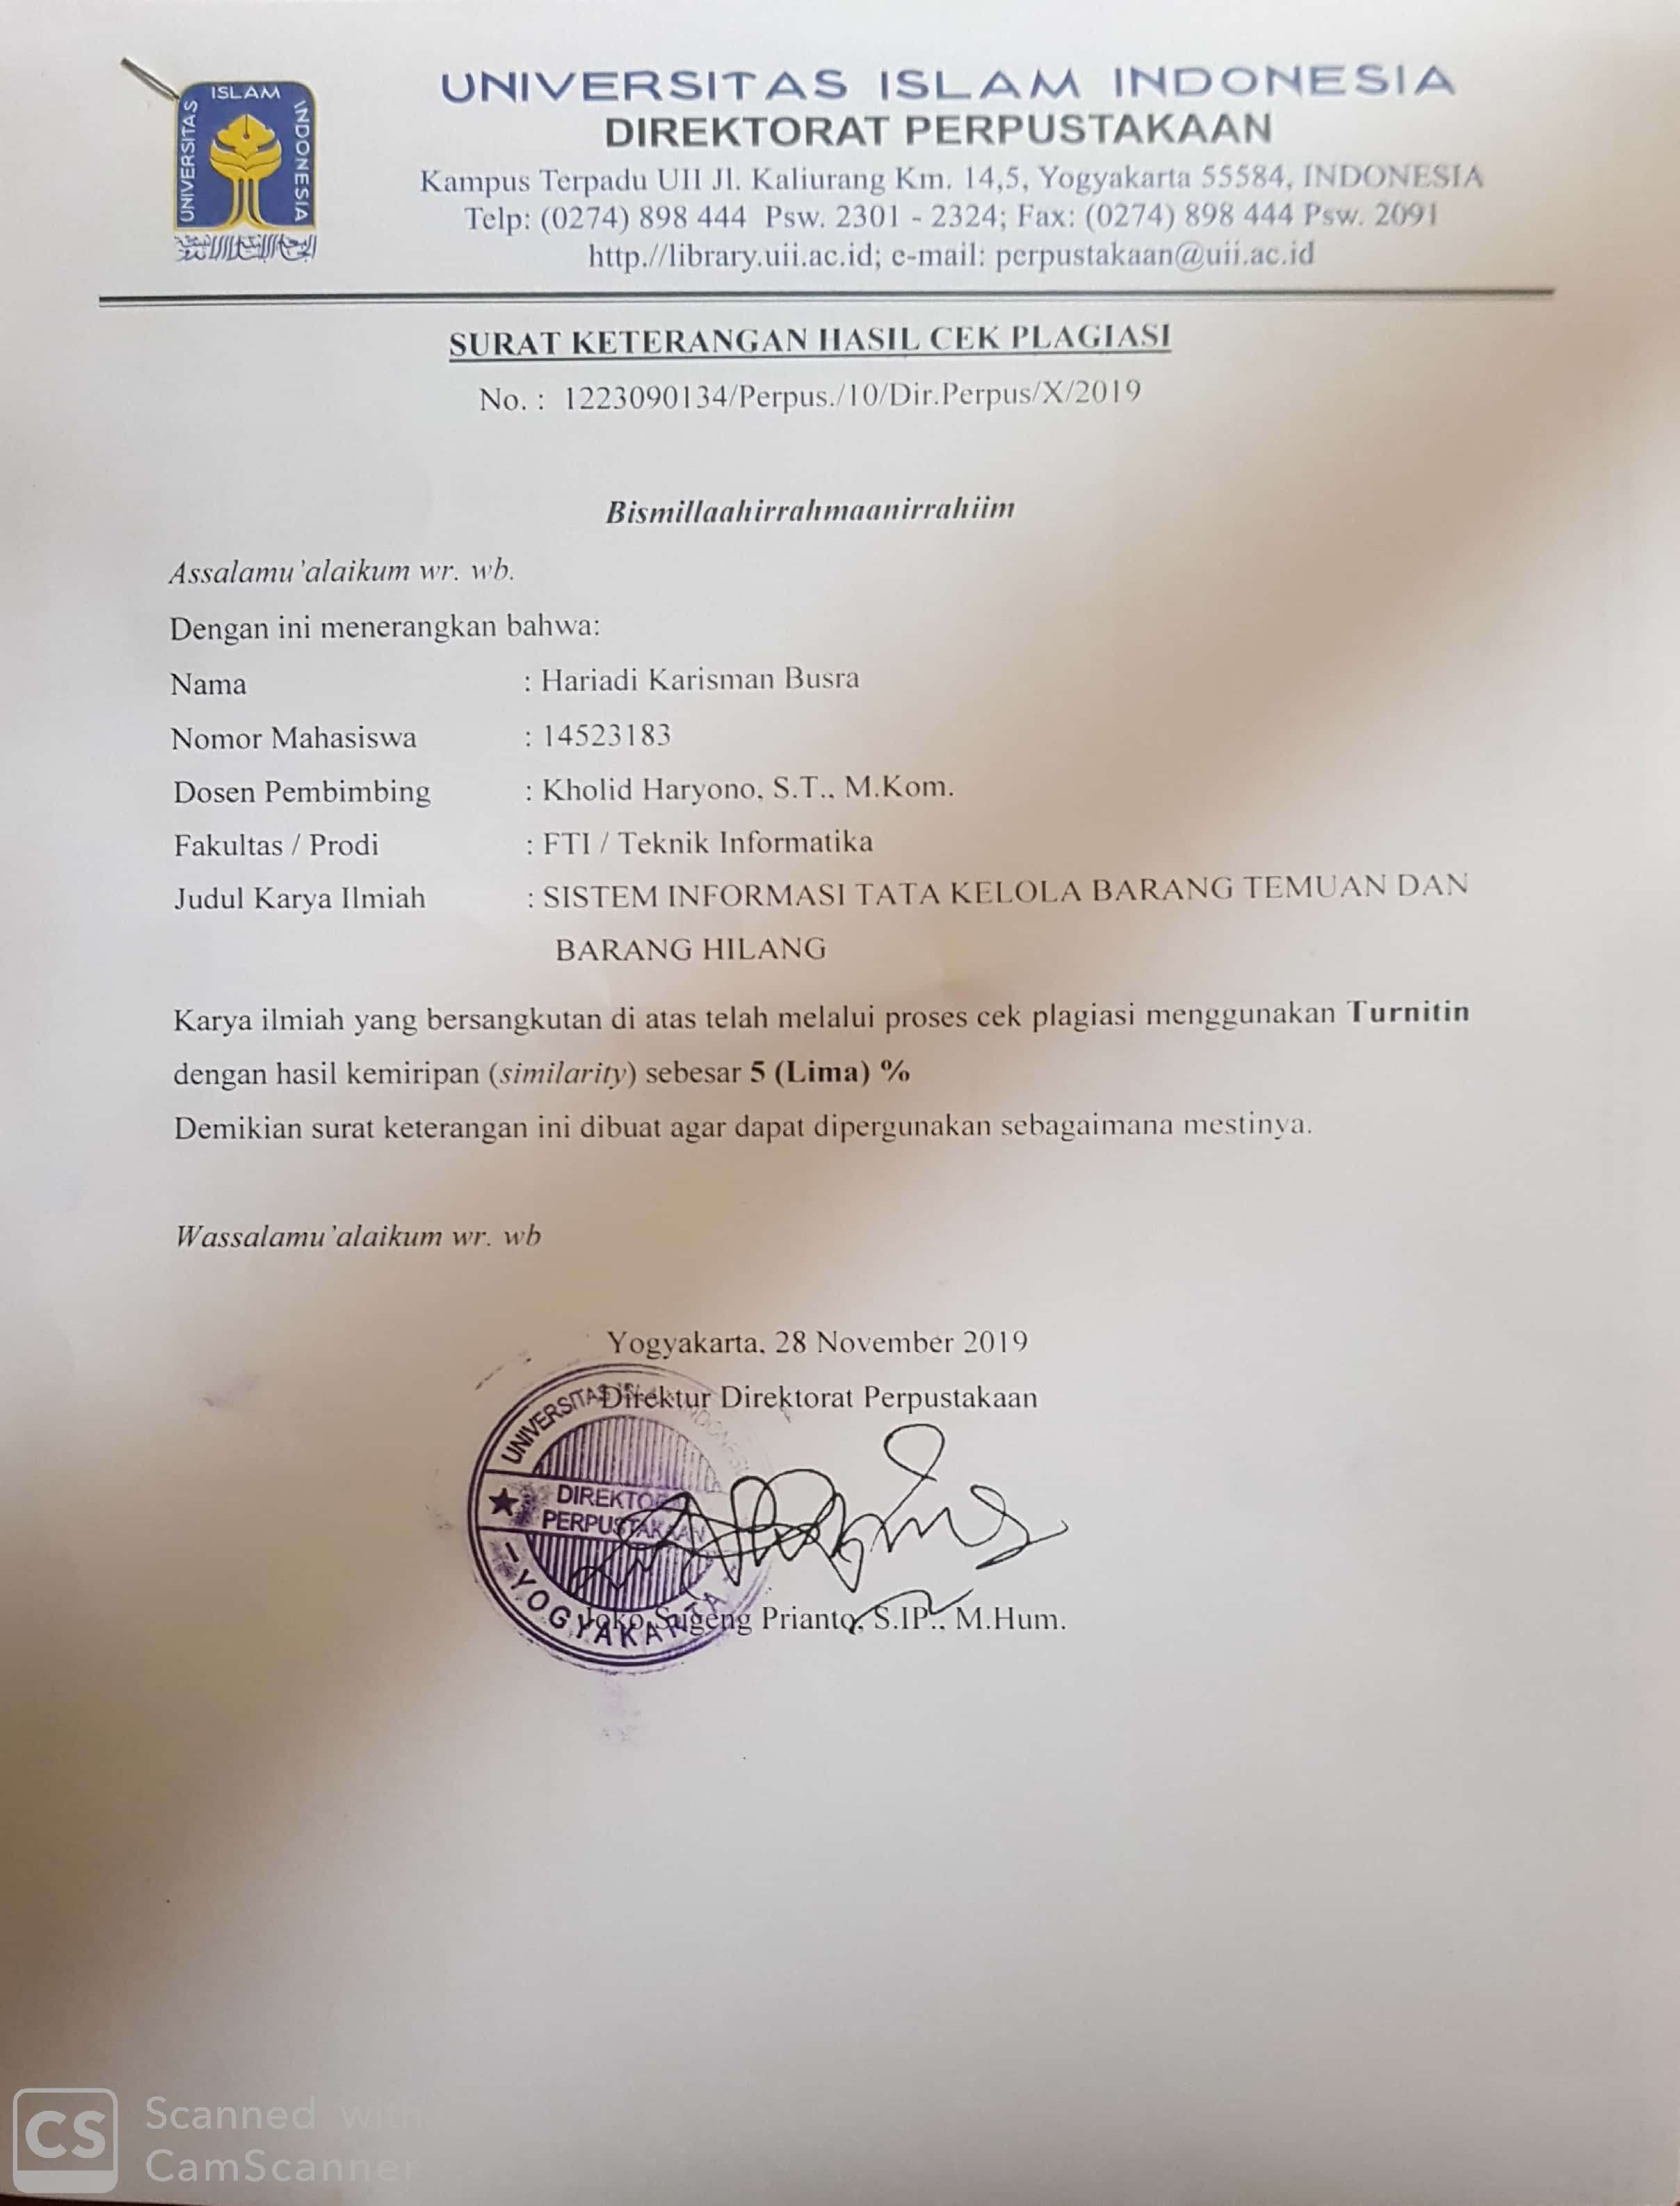 UNIVERSITAS ISLAM INDONESIA
UNIVERSITAS ISLAM INDONESIA
DIREKTORAT PERPUSTAKAAN
Kampus Terpadu UII Jl. Kaliurang Km. 14,5, Yogyakarta 55584, INDONESIA
Telp: (0274) 898 444 Psw. 2301 - 2324; Fax: (0274) 898 444 Psw. 2091
http.//library.uii.ac.id; e-mail: perpustakaan@uii.ac.id
SURAT KETERANGAN HASIL CEK PLAGIASI
No. : 1223090134/Perpus./10/Dir.Perpus/X/2019
Bismillaahirrahmaanirrahiim
Assalamu'alaikum wr. wb.
Dengan ini menerangkan bahwa:
Nama : Hariadi Karisman Busra
Nomor Mahasiswa : 14523183
Dosen Pembimbing : Kholid Haryono, S.T., M.Kom.
Fakultas / Prodi : FTI / Teknik Informatika
Judul Karya Ilmiah : SISTEM INFORMASI TATA KELOLA BARANG TEMUAN DAN
BARANG HILANG
Karya ilmiah yang bersangkutan di atas telah melalui proses cek plagiasi menggunakan Turnitin
dengan hasil kemiripan (similarity) sebesar 5 (Lima) %
Demikian surat keterangan ini dibuat agar dapat dipergunakan sebagaimana mestinya.
Wassalamu'alaikum wr. wb
Yogyakarta, 28 November 2019
Direktur Direktorat Perpustakaan
UNIVERSITAS ISLAM INDONESIA
DIREKTORAT
PERPUSTAKAAN
YOGYAKARTA
Joko Sugeng Prianto, S.IP., M.Hum.
CS Scanned with
CamScanner